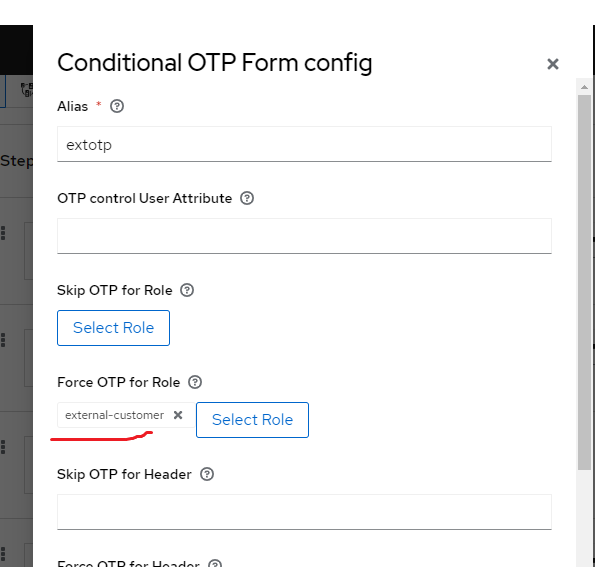 Conditional OTP Form config
Alias *
extotp
Step
OTP control User Attribute
Skip OTP for Role
Select Role
Force OTP for Role
external-customer
Select Role
Skip OTP for Header
Force OTP for Header